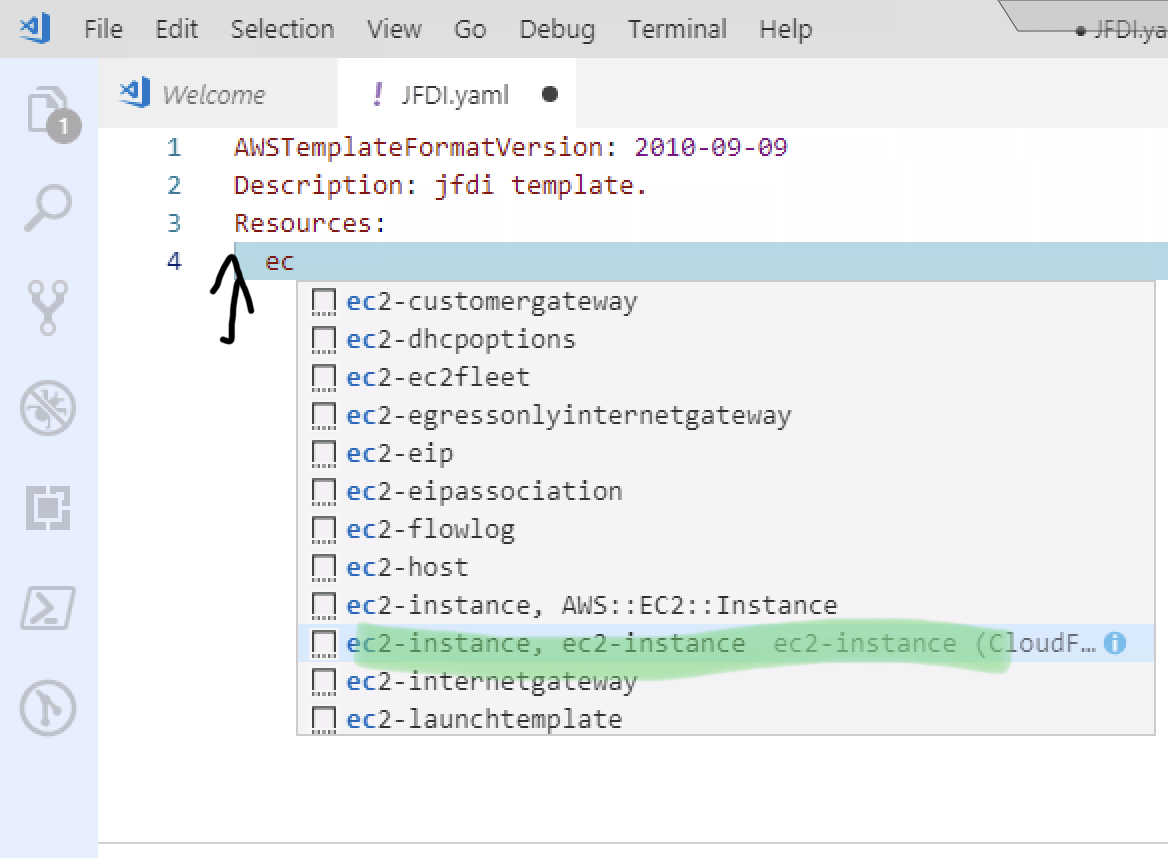 File Edit Selection View Go Debug Terminal Help ● JFDI.ya
Welcome ! JFDI.yaml ●
1
1 AWSTemplateFormatVersion: 2010-09-09
2 Description: jfdi template.
3 Resources:
4 ec
ec2-customergateway
ec2-dhcpoptions
ec2-ec2fleet
ec2-egressonlyinternetgateway
ec2-eip
ec2-eipassociation
ec2-flowlog
ec2-host
ec2-instance, AWS::EC2::Instance
ec2-instance, ec2-instance ec2-instance (CloudF…
ec2-internetgateway
ec2-launchtemplate